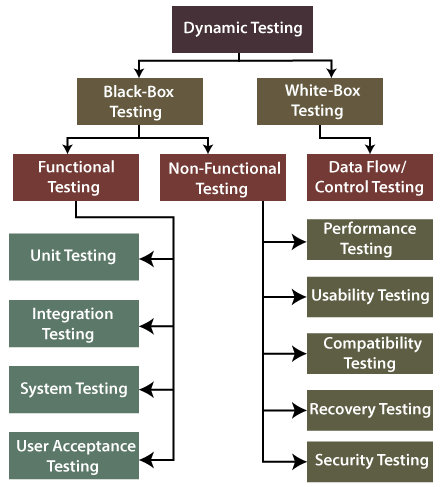 Dynamic Testing
Black-Box
Testing
White-Box
Testing
Functional
Testing
Non-Functional
Testing
Data Flow/
Control Testing
Unit Testing
Integration
Testing
System Testing
User Acceptance
Testing
Performance
Testing
Usability Testing
Compatibility
Testing
Recovery Testing
Security Testing